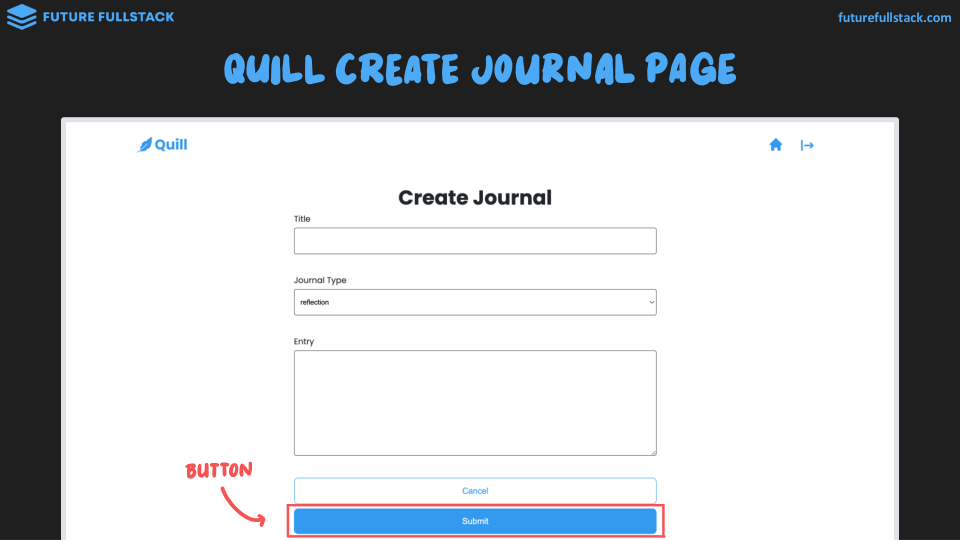 FUTURE FULLSTACK
futurefullstack.com
QUILL CREATE JOURNAL PAGE
Quill
Create Journal
Title
Journal Type
reflection
Entry
BUTTON
Cancel
Submit